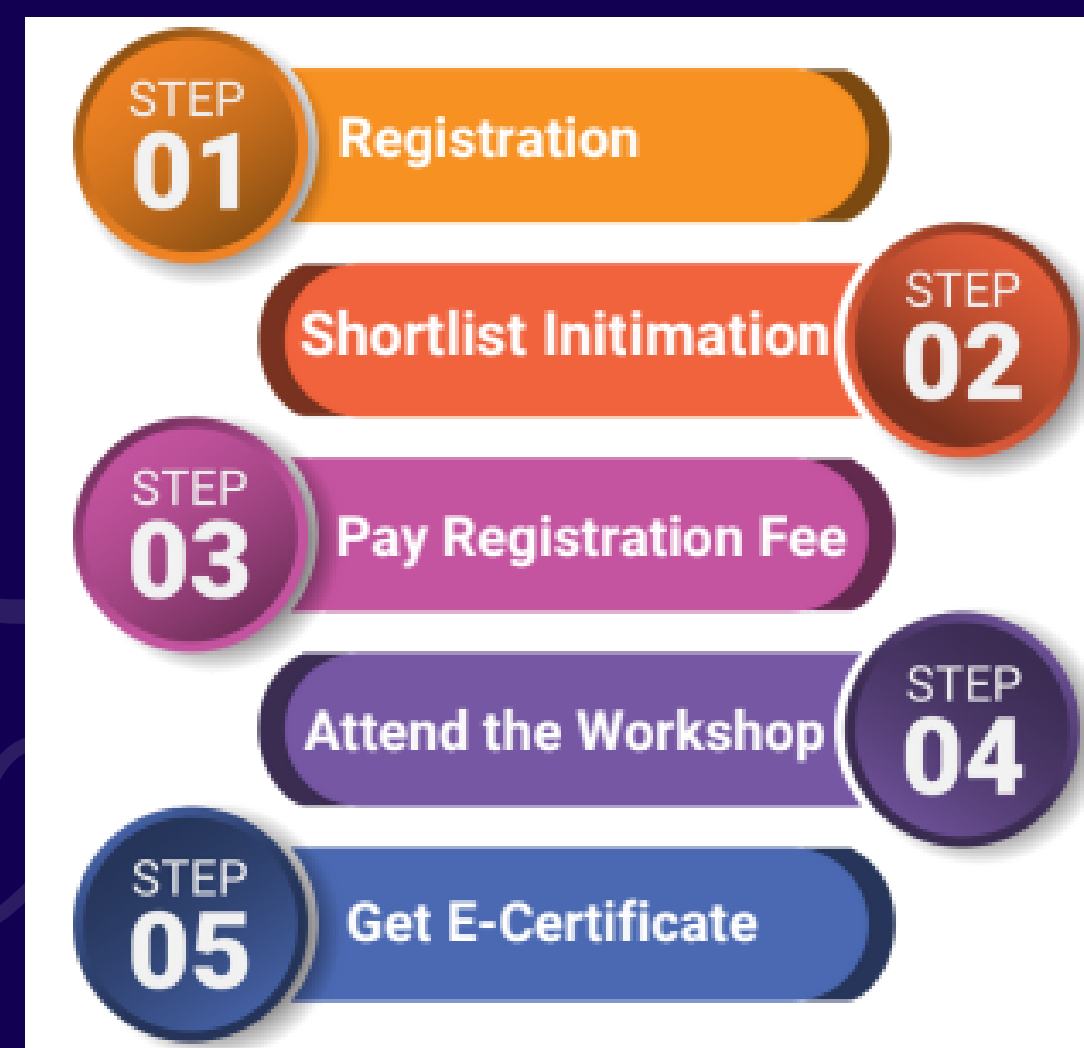 STEP
01
Registration
Shortlist Initimation
STEP
02
STEP
03
Pay Registration Fee
Attend the Workshop
STEP
04
STEP
05
Get E-Certificate